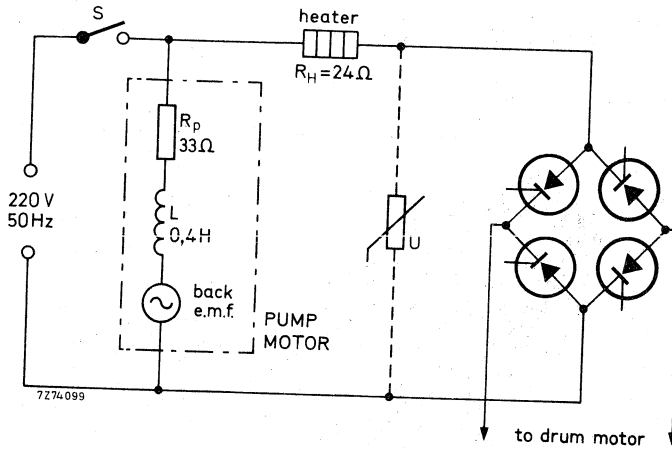 S
heater
R_H = 24Ω
R_p
33Ω
220 V
50Hz
L
0,4H
U
back
e.m.f.
PUMP
MOTOR
7Z74099
to drum motor